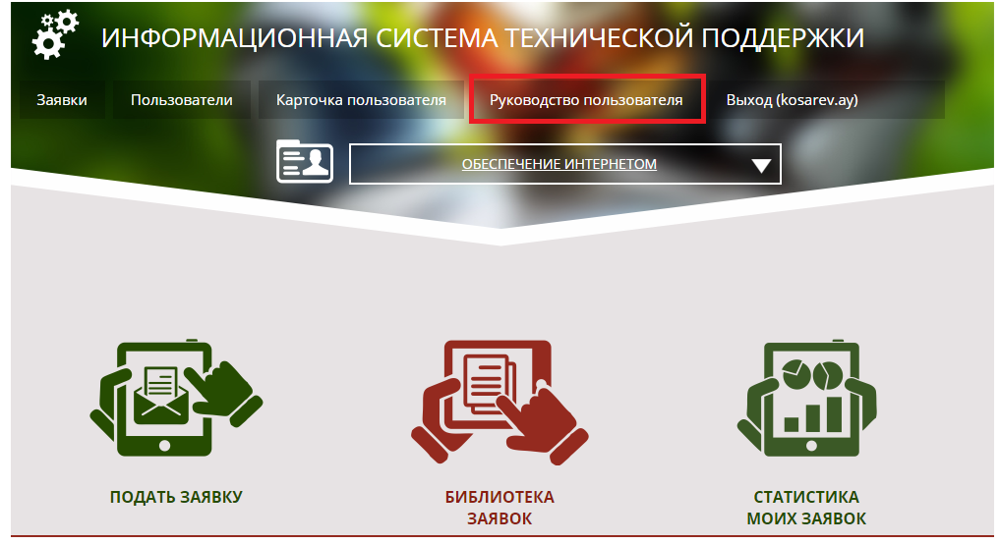 ИНФОРМАЦИОННАЯ СИСТЕМА ТЕХНИЧЕСКОЙ ПОДДЕРЖКИ
Заявки Пользователи Карточка пользователя Руководство пользователя Выход (kosarev.ay)
ОБЕСПЕЧЕНИЕ ИНТЕРНЕТОМ
ПОДАТЬ ЗАЯВКУ
БИБЛИОТЕКА
ЗАЯВОК
СТАТИСТИКА
МОИХ ЗАЯВОК